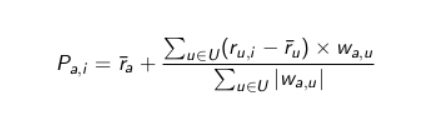 P_{a,i} = \bar{r}_a + \frac{\sum_{u \in U}(r_{u,i} - \bar{r}_u) \times w_{a,u}}{\sum_{u \in U} |w_{a,u}|}